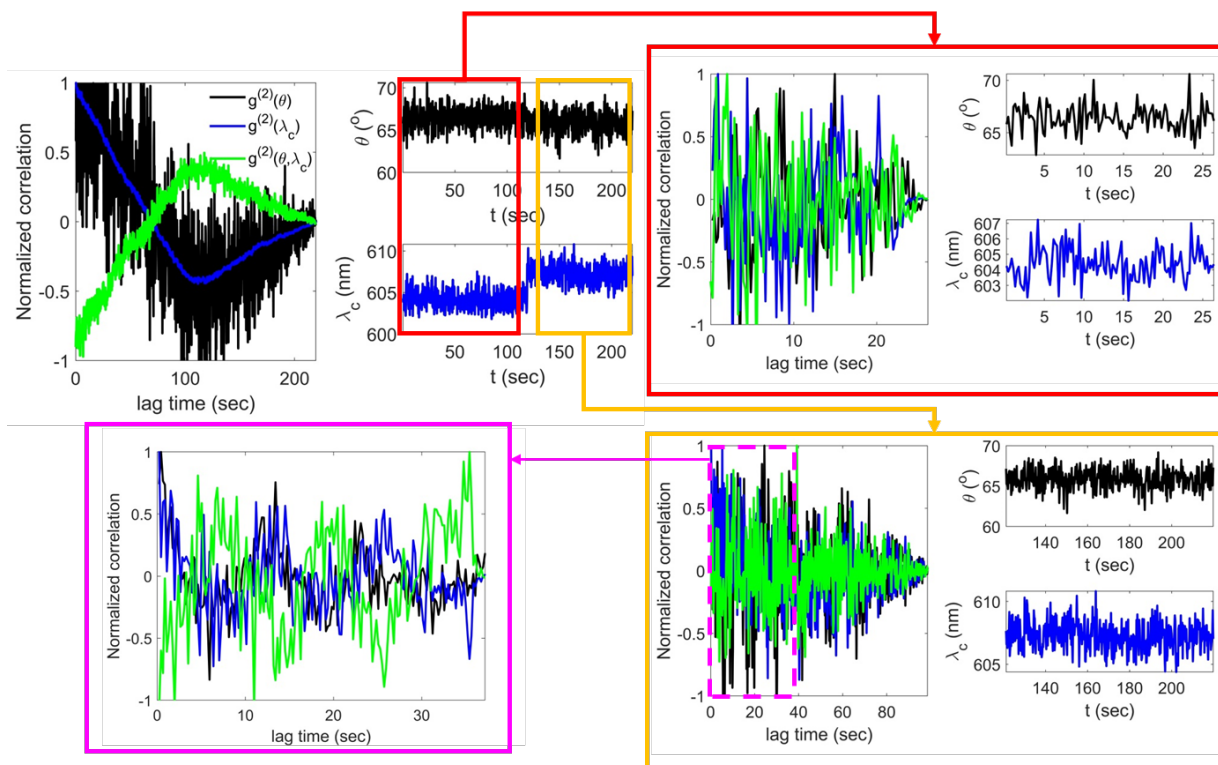 Normalized correlation
1
0.5
0
-0.5
-1
g⁽²⁾(θ)
g⁽²⁾(λc)
g⁽²⁾(θ,λc)
0 100 200
lag time (sec)
θ (°)
70
65
60
50 100 150 200
t (sec)
λc (nm)
610
605
600
50 100 150 200
t (sec)
Normalized correlation
1
0.5
0
-0.5
-1
0 10 20
lag time (sec)
θ (°)
70
65
5 10 15 20 25
t (sec)
λc (nm)
607
606
605
604
603
5 10 15 20 25
t (sec)
Normalized correlation
1
0.5
0
-0.5
-1
0 10 20 30
lag time (sec)
Normalized correlation
1
0.5
0
-0.5
-1
0 20 40 60 80
lag time (sec)
θ (°)
70
65
60
140 160 180 200
t (sec)
λc (nm)
610
605
140 160 180 200
t (sec)